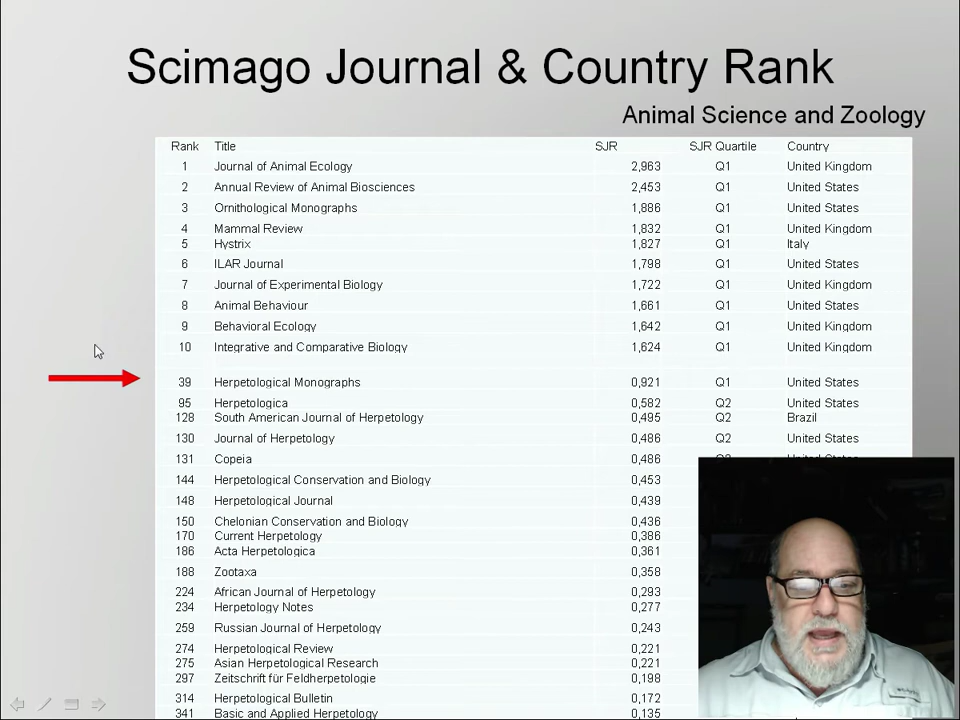 Scimago Journal & Country Rank
Animal Science and Zoology
Rank Title SJR SJR Quartile Country
1 Journal of Animal Ecology 2,963 Q1 United Kingdom
2 Annual Review of Animal Biosciences 2,453 Q1 United States
3 Ornithological Monographs 1,886 Q1 United States
4 Mammal Review 1,832 Q1 United Kingdom
5 Hystrix 1,827 Q1 Italy
6 ILAR Journal 1,798 Q1 United States
7 Journal of Experimental Biology 1,722 Q1 United Kingdom
8 Animal Behaviour 1,661 Q1 United States
9 Behavioral Ecology 1,642 Q1 United Kingdom
10 Integrative and Comparative Biology 1,624 Q1 United Kingdom
39 Herpetological Monographs 0,921 Q1 United States
95 Herpetologica 0,582 Q2 United States
128 South American Journal of Herpetology 0,495 Q2 Brazil
130 Journal of Herpetology 0,486 Q2 United States
131 Copeia 0,486
144 Herpetological Conservation and Biology 0,453
148 Herpetological Journal 0,439
150 Chelonian Conservation and Biology 0,436
170 Current Herpetology 0,386
186 Acta Herpetologica 0,361
188 Zootaxa 0,358
224 African Journal of Herpetology 0,293
234 Herpetology Notes 0,277
259 Russian Journal of Herpetology 0,243
274 Herpetological Review 0,221
275 Asian Herpetological Research 0,221
297 Zeitschrift für Feldherpetologie 0,198
314 Herpetological Bulletin 0,172
341 Basic and Applied Herpetology 0,135